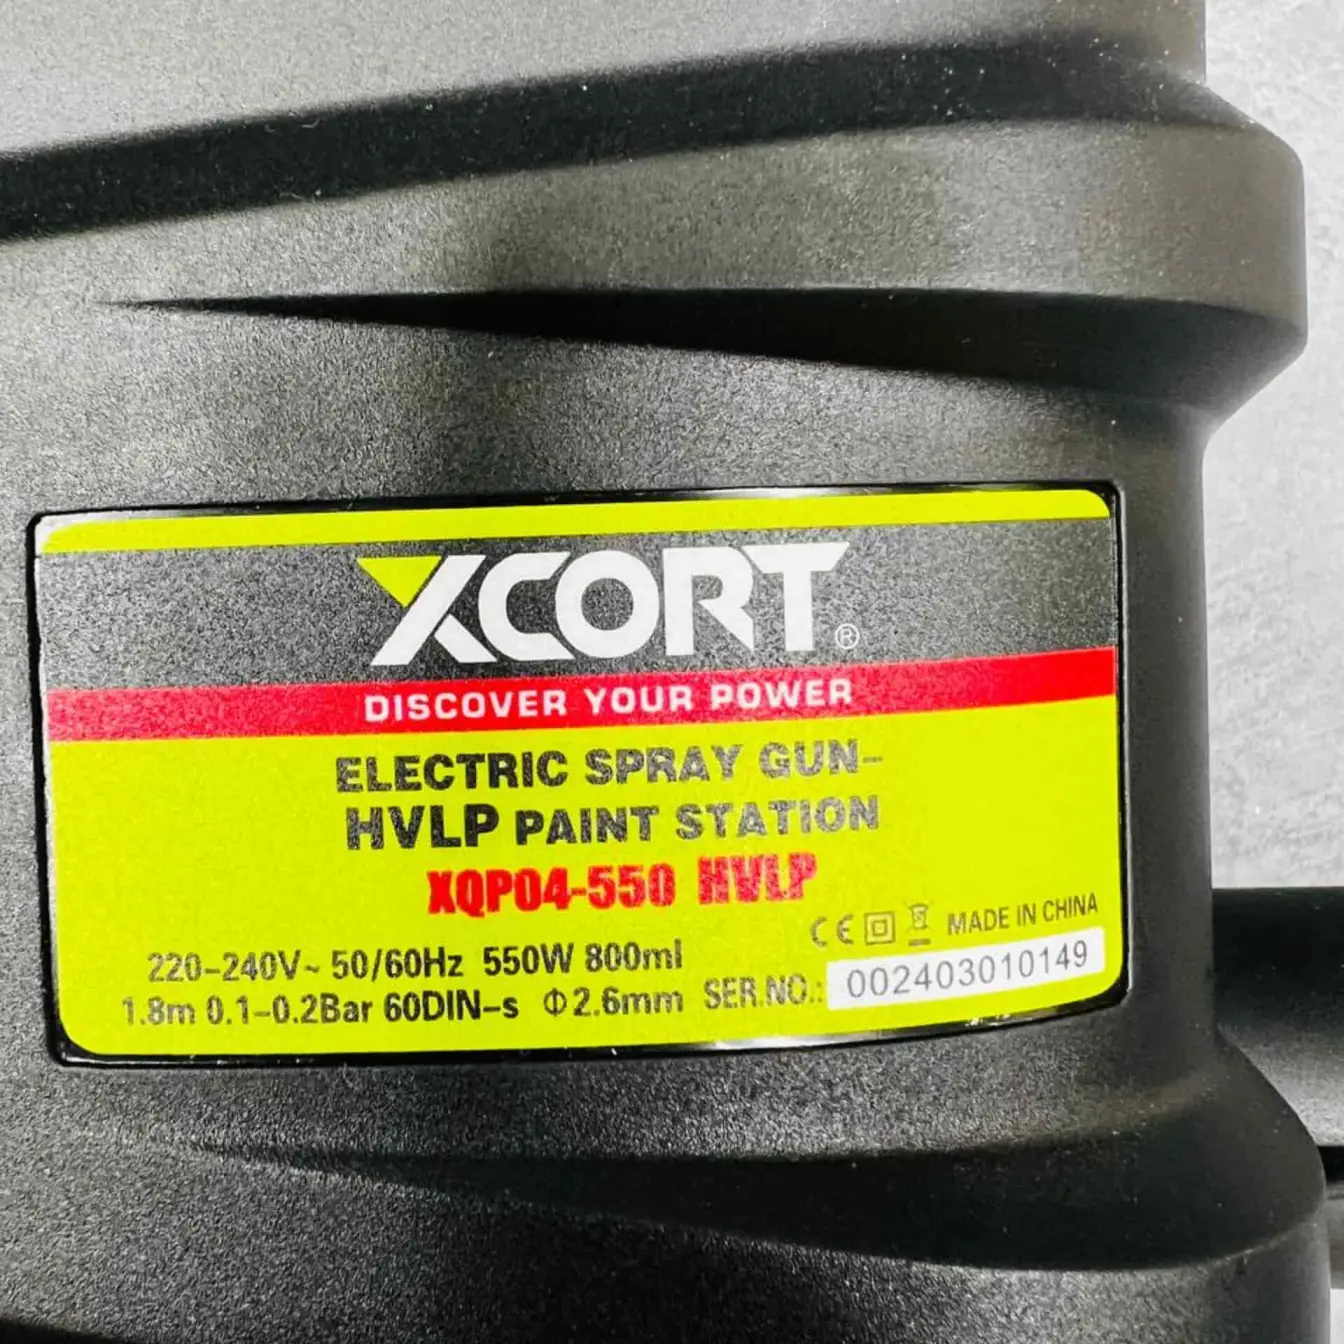 XCORT®
DISCOVER YOUR POWER
ELECTRIC SPRAY GUN-
HVLP PAINT STATION
XQP04-550 HVLP
220-240V~ 50/60Hz 550W 800ml
1.8m 0.1-0.2Bar 60DIN-s Φ2.6mm
CE MADE IN CHINA
SER.NO.: 002403010149